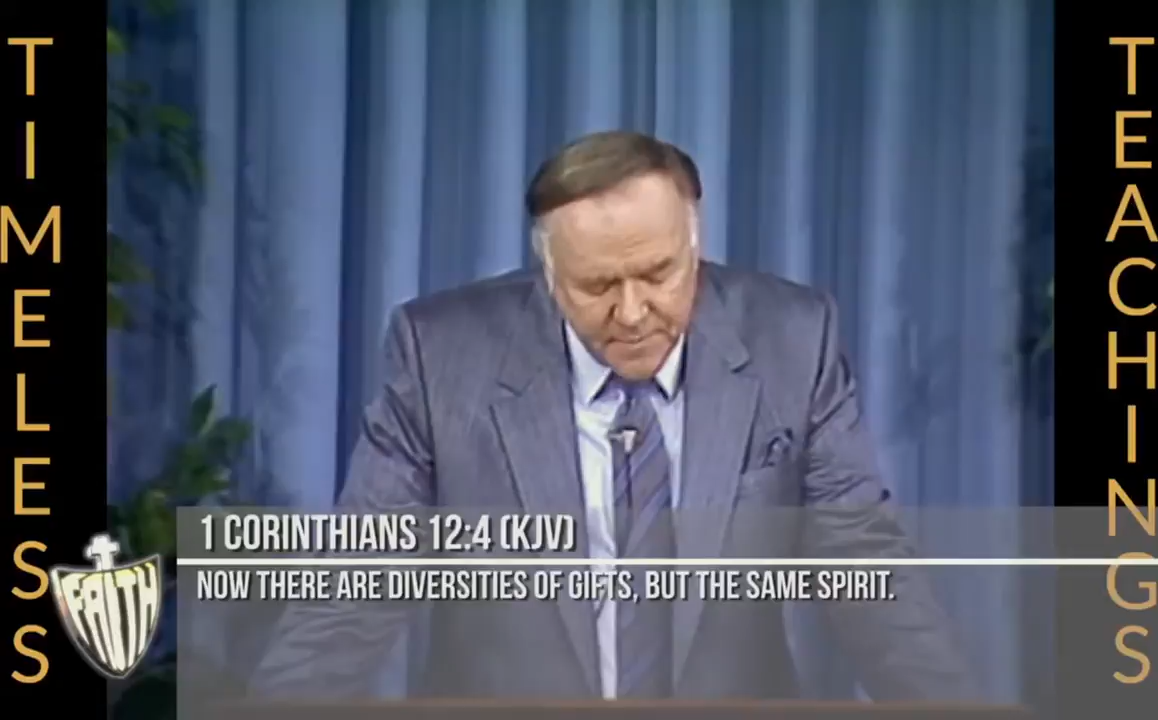 TIMELESS
1 CORINTHIANS 12:4 (KJV)
NOW THERE ARE DIVERSITIES OF GIFTS, BUT THE SAME SPIRIT.
FAITH
TEACHINGS